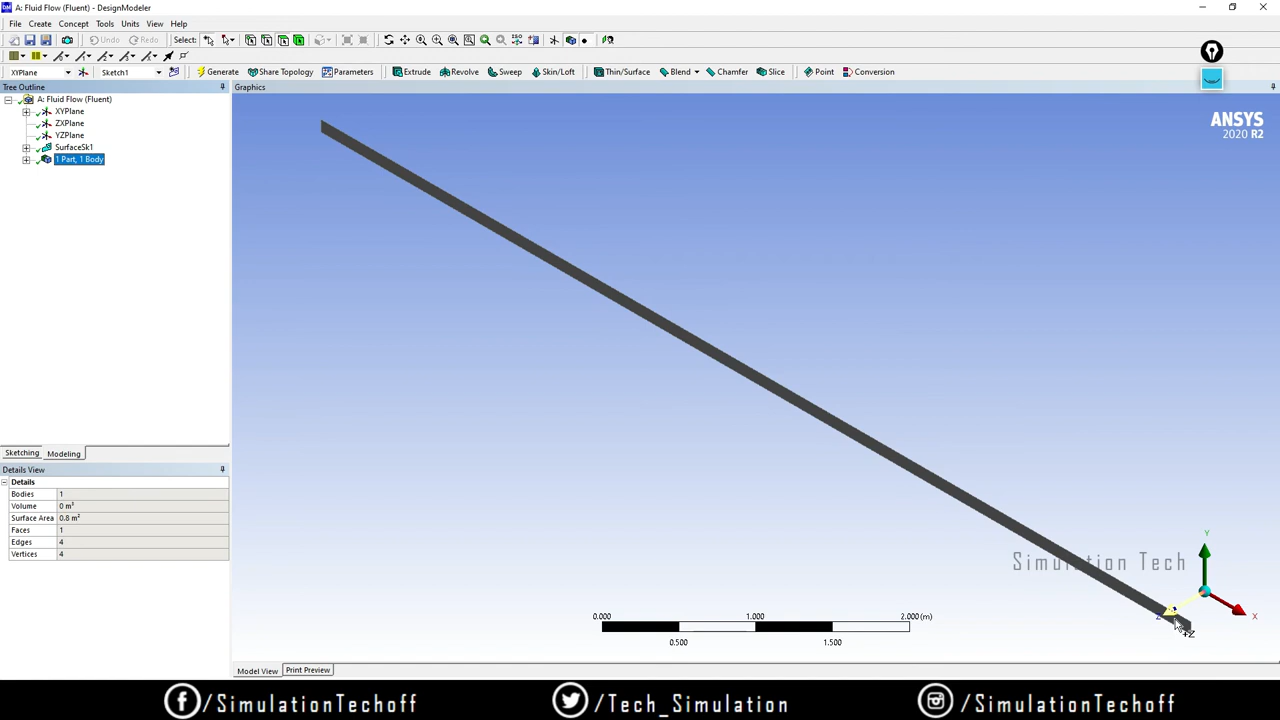 A: Fluid Flow (Fluent) - DesignModeler
File Create Concept Tools Units View Help
Undo Redo Select:
XYPlane Sketch1 Generate Share Topology Parameters Extrude Revolve Sweep Skin/Loft Thin/Surface Blend Chamfer Slice Point Conversion
Tree Outline
Graphics
A: Fluid Flow (Fluent)
XYPlane
ZXPlane
YZPlane
SurfaceSk1
1 Part, 1 Body
ANSYS
2020 R2
Sketching Modeling
Details View
Details
Bodies 1
Volume 0 m³
Surface Area 0.8 m²
Faces 1
Edges 4
Vertices 4
Simulation Tech
Y
X
Z
+Z
0.000 1.000 2.000 (m)
0.500 1.500
Model View Print Preview
/SimulationTechoff /Tech_Simulation /SimulationTechoff